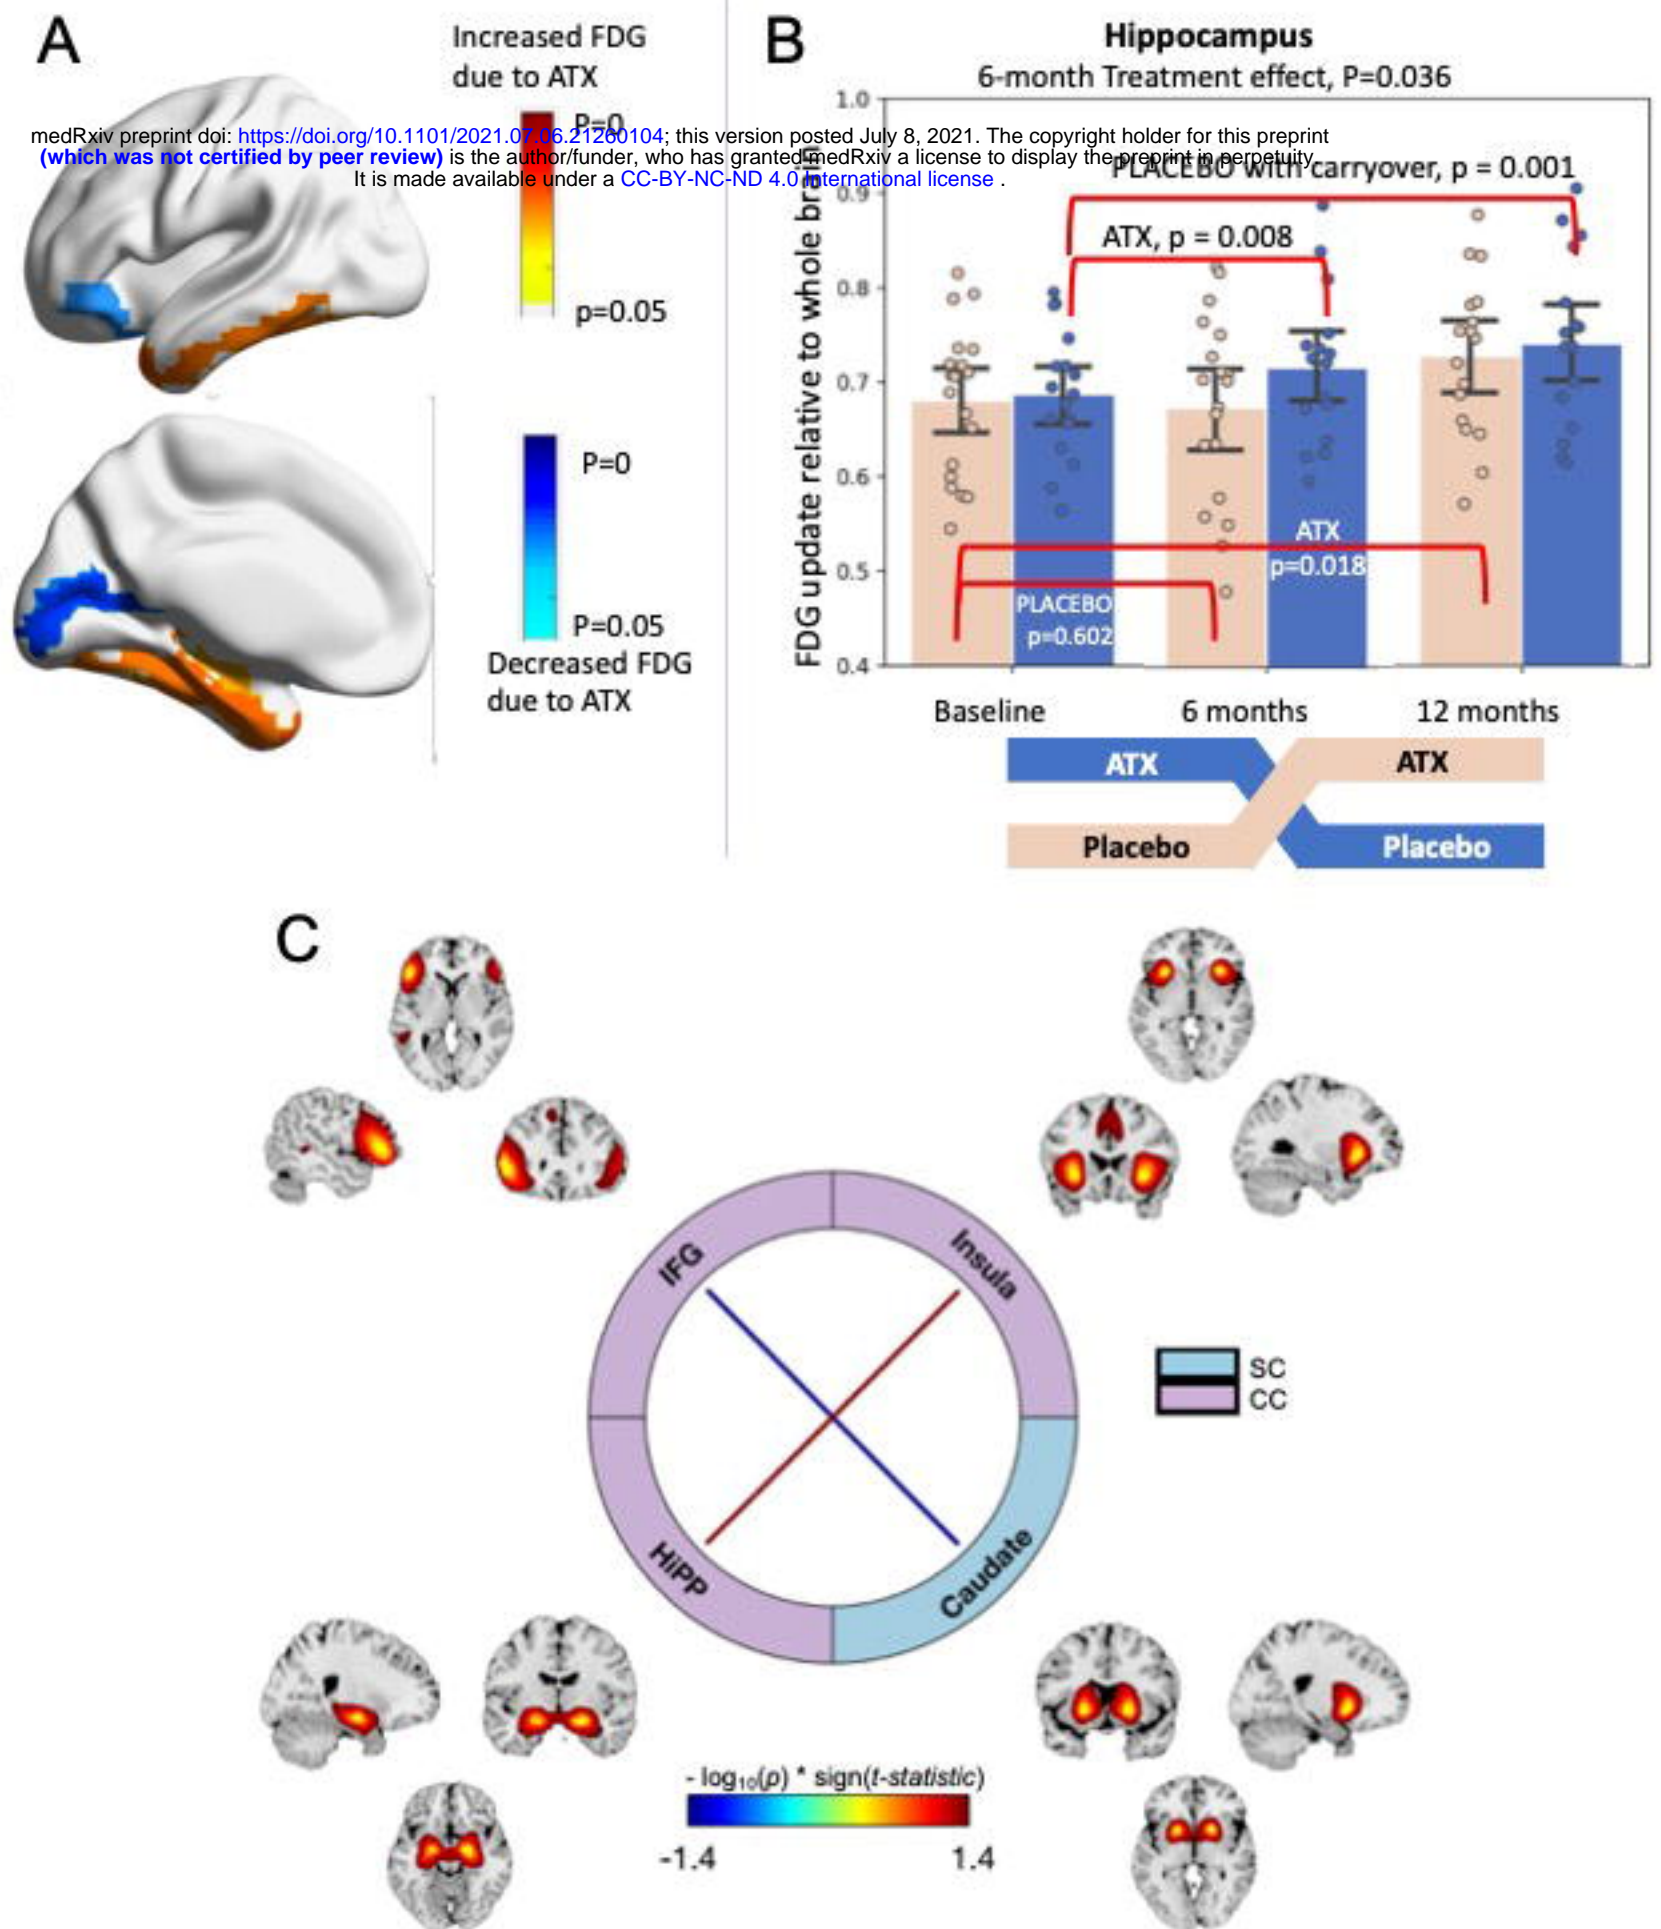 A
Increased FDG
due to ATX
P=0
p=0.05
P=0
P=0.05
Decreased FDG
due to ATX
medRxiv preprint doi: https://doi.org/10.1101/2021.07.06.21260104; this version posted July 8, 2021. The copyright holder for this preprint
(which was not certified by peer review) is the author/funder, who has granted medRxiv a license to display the preprint in perpetuity.
It is made available under a CC-BY-NC-ND 4.0 International license .
B
Hippocampus
6-month Treatment effect, P=0.036
FDG update relative to whole brain
1.0
0.9
0.8
0.7
0.6
0.5
0.4
PLACEBO with carryover, p = 0.001
ATX, p = 0.008
ATX
p=0.018
PLACEBO
p=0.602
Baseline
6 months
12 months
ATX
ATX
Placebo
Placebo
C
IFG
Insula
HiPP
Caudate
SC
CC
- log₁₀(p) * sign(t-statistic)
-1.4
1.4